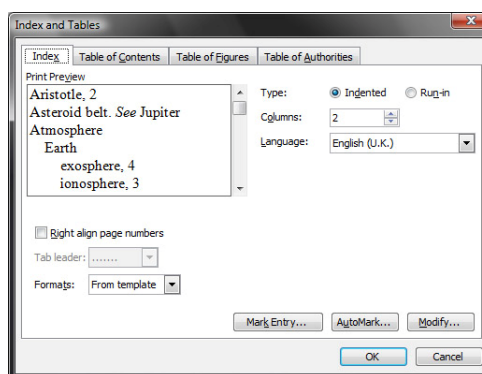 Index and Tables
Index
Table of Contents
Table of Figures
Table of Authorities
Print Preview
Aristotle, 2
Asteroid belt. See Jupiter
Atmosphere
Earth
exosphere, 4
ionosphere, 3
Type:
Indented
Run-in
Columns:
2
Language:
English (U.K.)
Right align page numbers
Tab leader:
.......
Formats:
From template
Mark Entry...
AutoMark...
Modify...
OK
Cancel